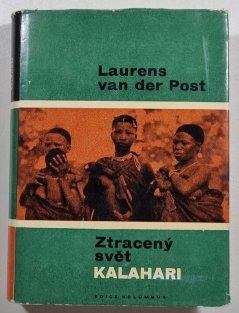 Laurens
van der Post
Ztracený
svět
KALAHARI
EDICE KOLUMBUS